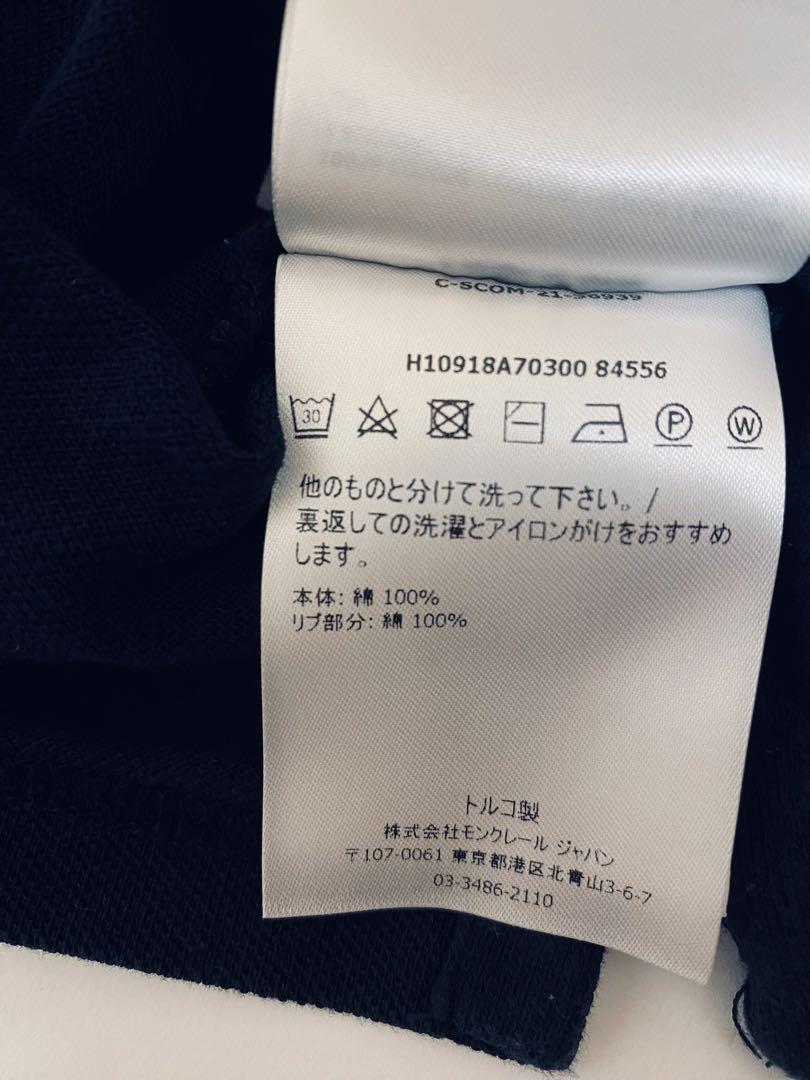 C-SCOM-21-36939
H10918A70300 84556
30
P
W
他のものと分けて洗って下さい。/
裏返しての洗濯とアイロンがけをおすすめ
します。
本体: 綿 100%
リブ部分: 綿 100%
トルコ製
株式会社モンクレール ジャパン
〒107-0061 東京都港区北青山3-6-7
03-3486-2110